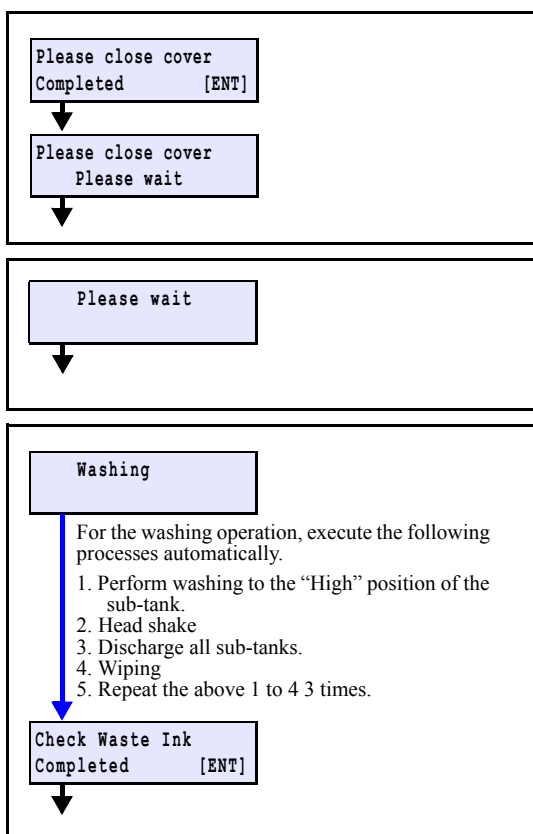 Please close cover
Completed [ENT]
Please close cover
Please wait
Please wait
Washing
For the washing operation, execute the following
processes automatically.
1. Perform washing to the “High” position of the
sub-tank.
2. Head shake
3. Discharge all sub-tanks.
4. Wiping
5. Repeat the above 1 to 4 3 times.
Check Waste Ink
Completed [ENT]